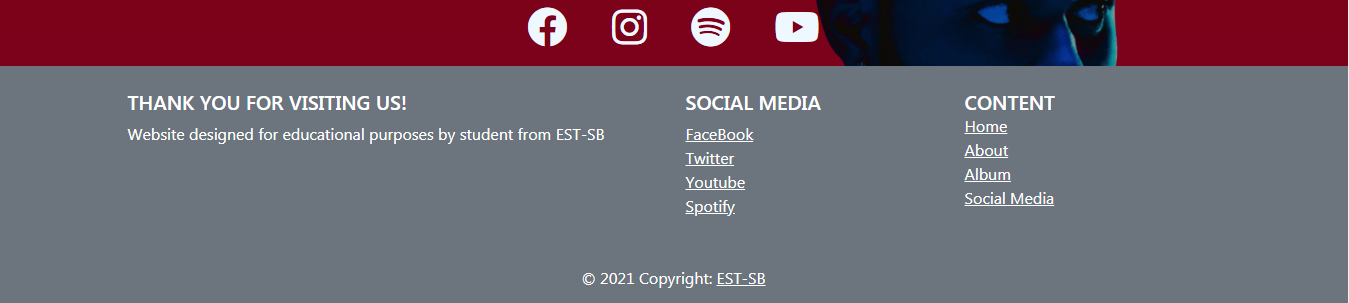 THANK YOU FOR VISITING US!
Website designed for educational purposes by student from EST-SB
SOCIAL MEDIA
FaceBook
Twitter
Youtube
Spotify
CONTENT
Home
About
Album
Social Media
© 2021 Copyright: EST-SB